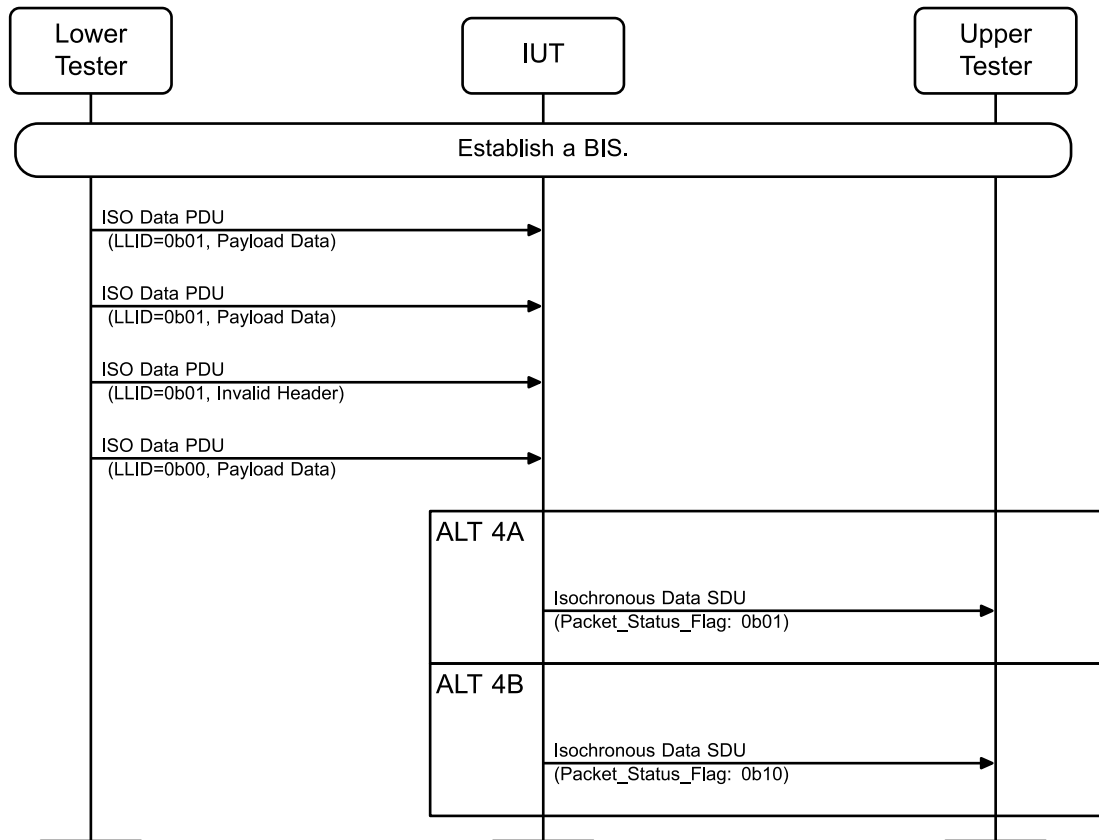 Lower
Tester
IUT
Upper
Tester
Establish a BIS.
ISO Data PDU
(LLID=0b01, Payload Data)
ISO Data PDU
(LLID=0b01, Payload Data)
ISO Data PDU
(LLID=0b01, Invalid Header)
ISO Data PDU
(LLID=0b00, Payload Data)
ALT 4A
Isochronous Data SDU
(Packet_Status_Flag: 0b01)
ALT 4B
Isochronous Data SDU
(Packet_Status_Flag: 0b10)